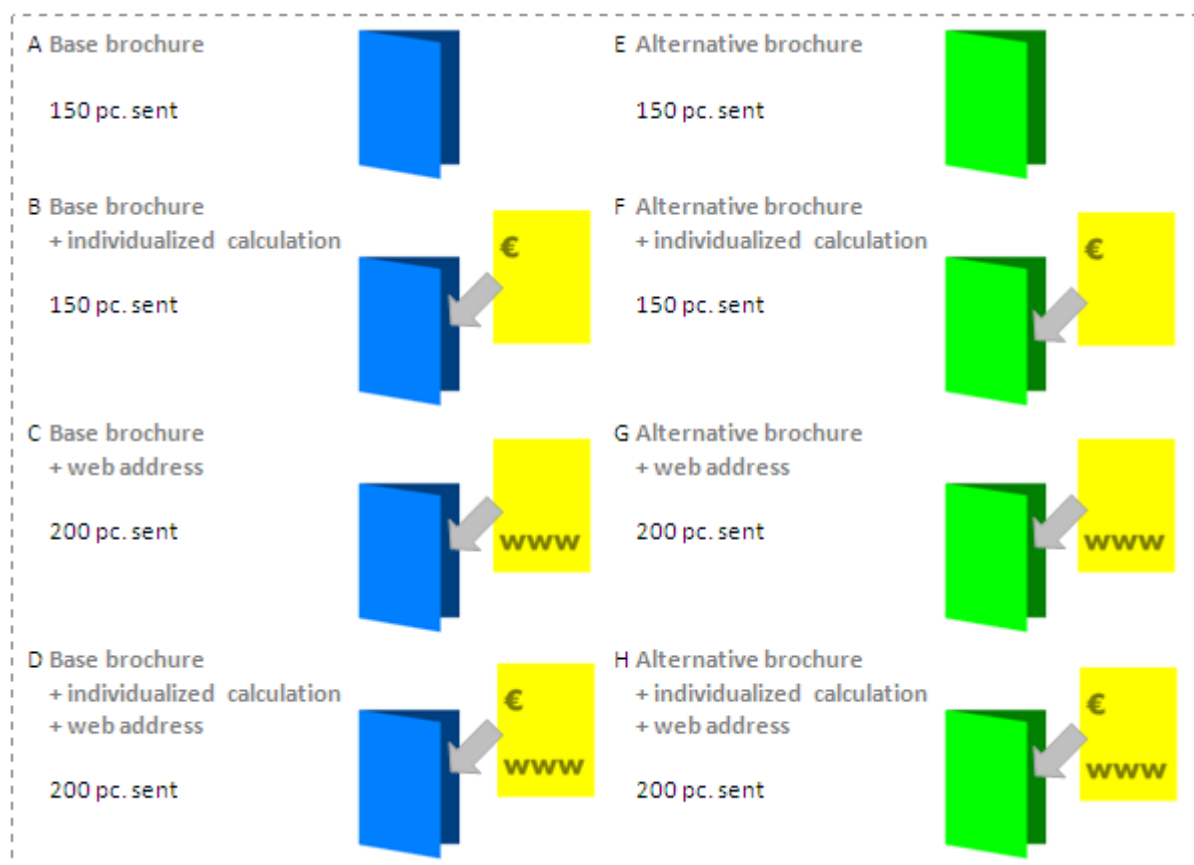 A Base brochure
150 pc. sent
B Base brochure
+ individualized calculation
€
150 pc. sent
C Base brochure
+ web address
200 pc. sent
www
D Base brochure
+ individualized calculation
+ web address
€
www
200 pc. sent
E Alternative brochure
150 pc. sent
F Alternative brochure
+ individualized calculation
€
150 pc. sent
G Alternative brochure
+ web address
200 pc. sent
www
H Alternative brochure
+ individualized calculation
+ web address
€
www
200 pc. sent